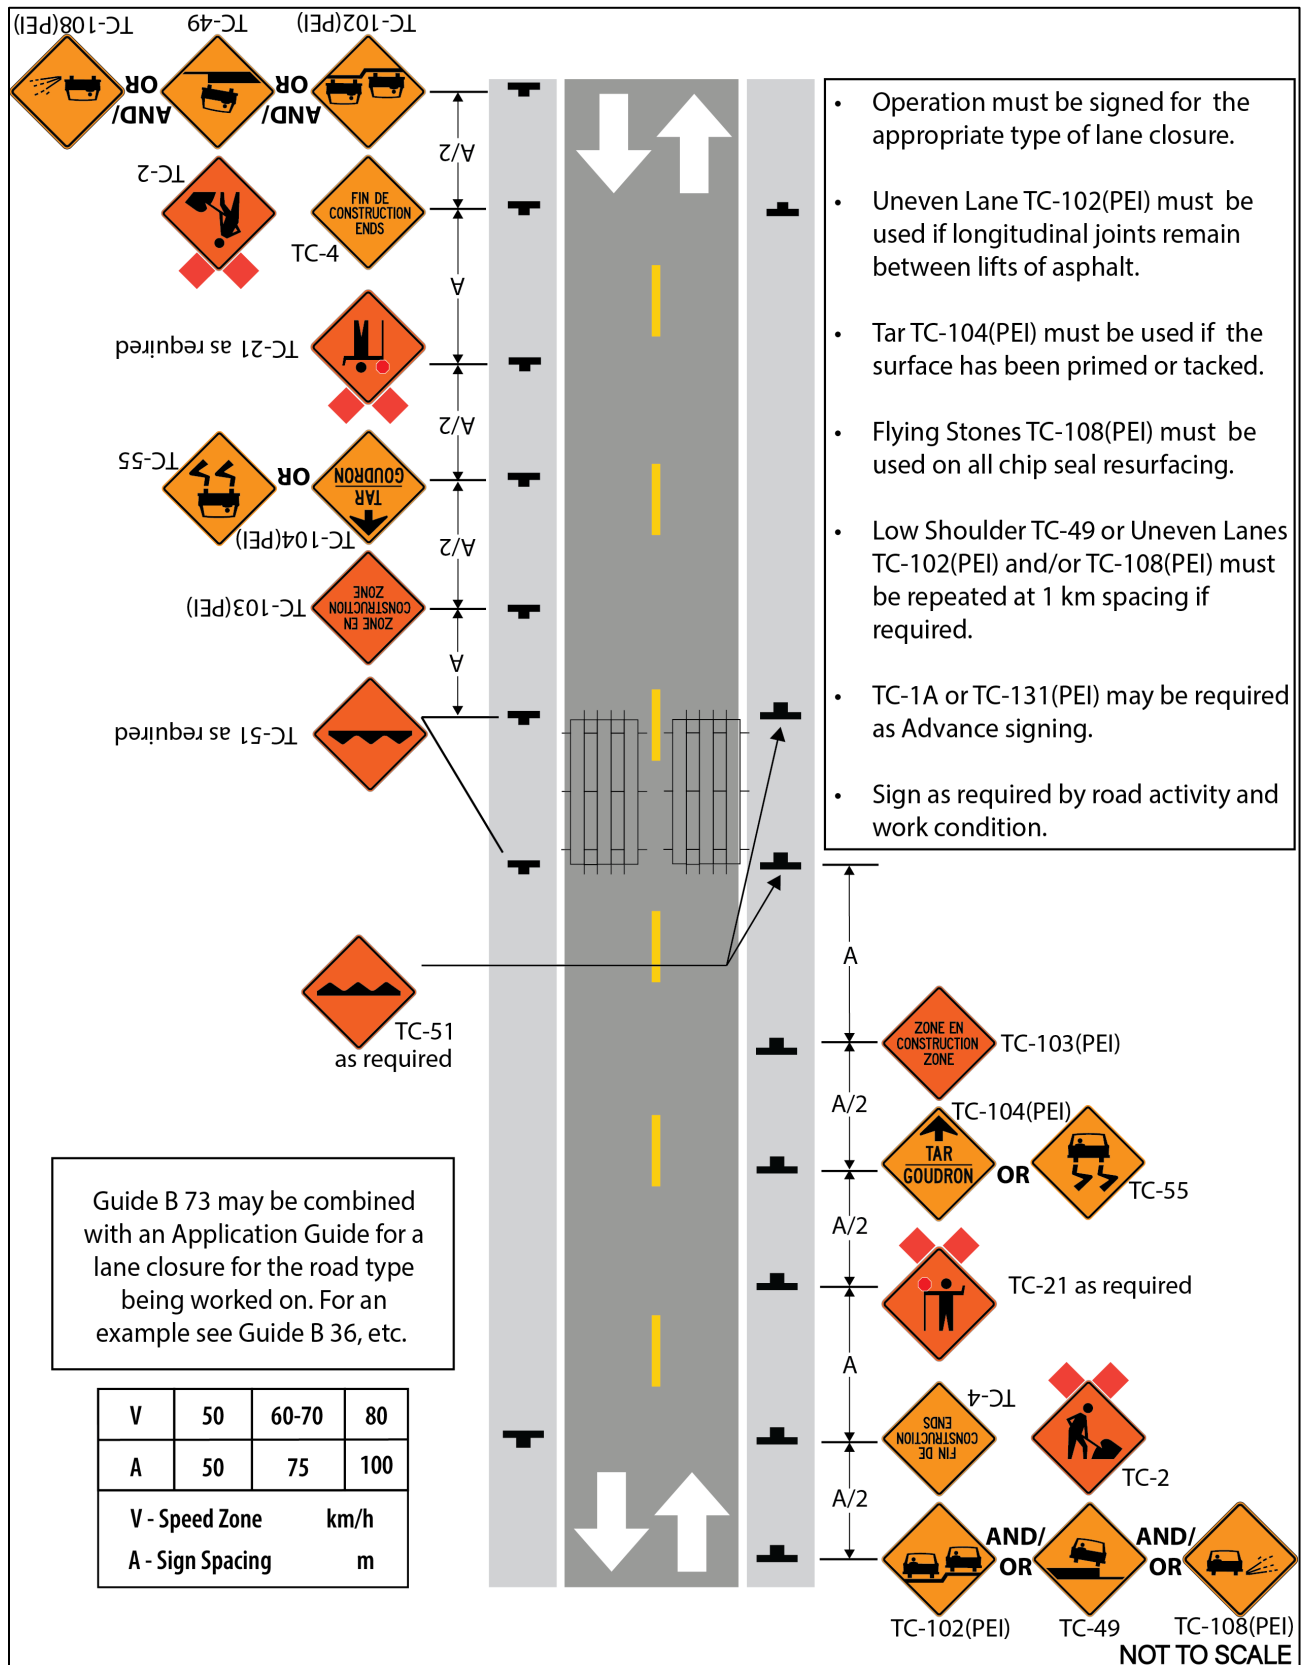 TC-108(PEI)
TC-49
TC-102(PEI)
AND/
OR
AND/
OR
A/2
TC-2
FIN DE
CONSTRUCTION
ENDS
TC-4
A
TC-21 as required
A/2
TC-55
OR
TAR
GOUDRON
TC-104(PEI)
A/2
TC-103(PEI)
ZONE EN
CONSTRUCTION
ZONE
A
TC-51 as required
• Operation must be signed for the
appropriate type of lane closure.
• Uneven Lane TC-102(PEI) must be
used if longitudinal joints remain
between lifts of asphalt.
• Tar TC-104(PEI) must be used if the
surface has been primed or tacked.
• Flying Stones TC-108(PEI) must be
used on all chip seal resurfacing.
• Low Shoulder TC-49 or Uneven Lanes
TC-102(PEI) and/or TC-108(PEI) must
be repeated at 1 km spacing if
required.
• TC-1A or TC-131(PEI) may be required
as Advance signing.
• Sign as required by road activity and
work condition.
TC-51
as required
A
ZONE EN
CONSTRUCTION
ZONE
TC-103(PEI)
A/2
TC-104(PEI)
TAR
GOUDRON
OR
TC-55
A/2
TC-21 as required
A
TC-4
FIN DE
CONSTRUCTION
ENDS
TC-2
A/2
AND/
OR
AND/
OR
TC-102(PEI)
TC-49
TC-108(PEI)
Guide B 73 may be combined
with an Application Guide for a
lane closure for the road type
being worked on. For an
example see Guide B 36, etc.
V 50 60-70 80
A 50 75 100
V - Speed Zone km/h
A - Sign Spacing m
NOT TO SCALE